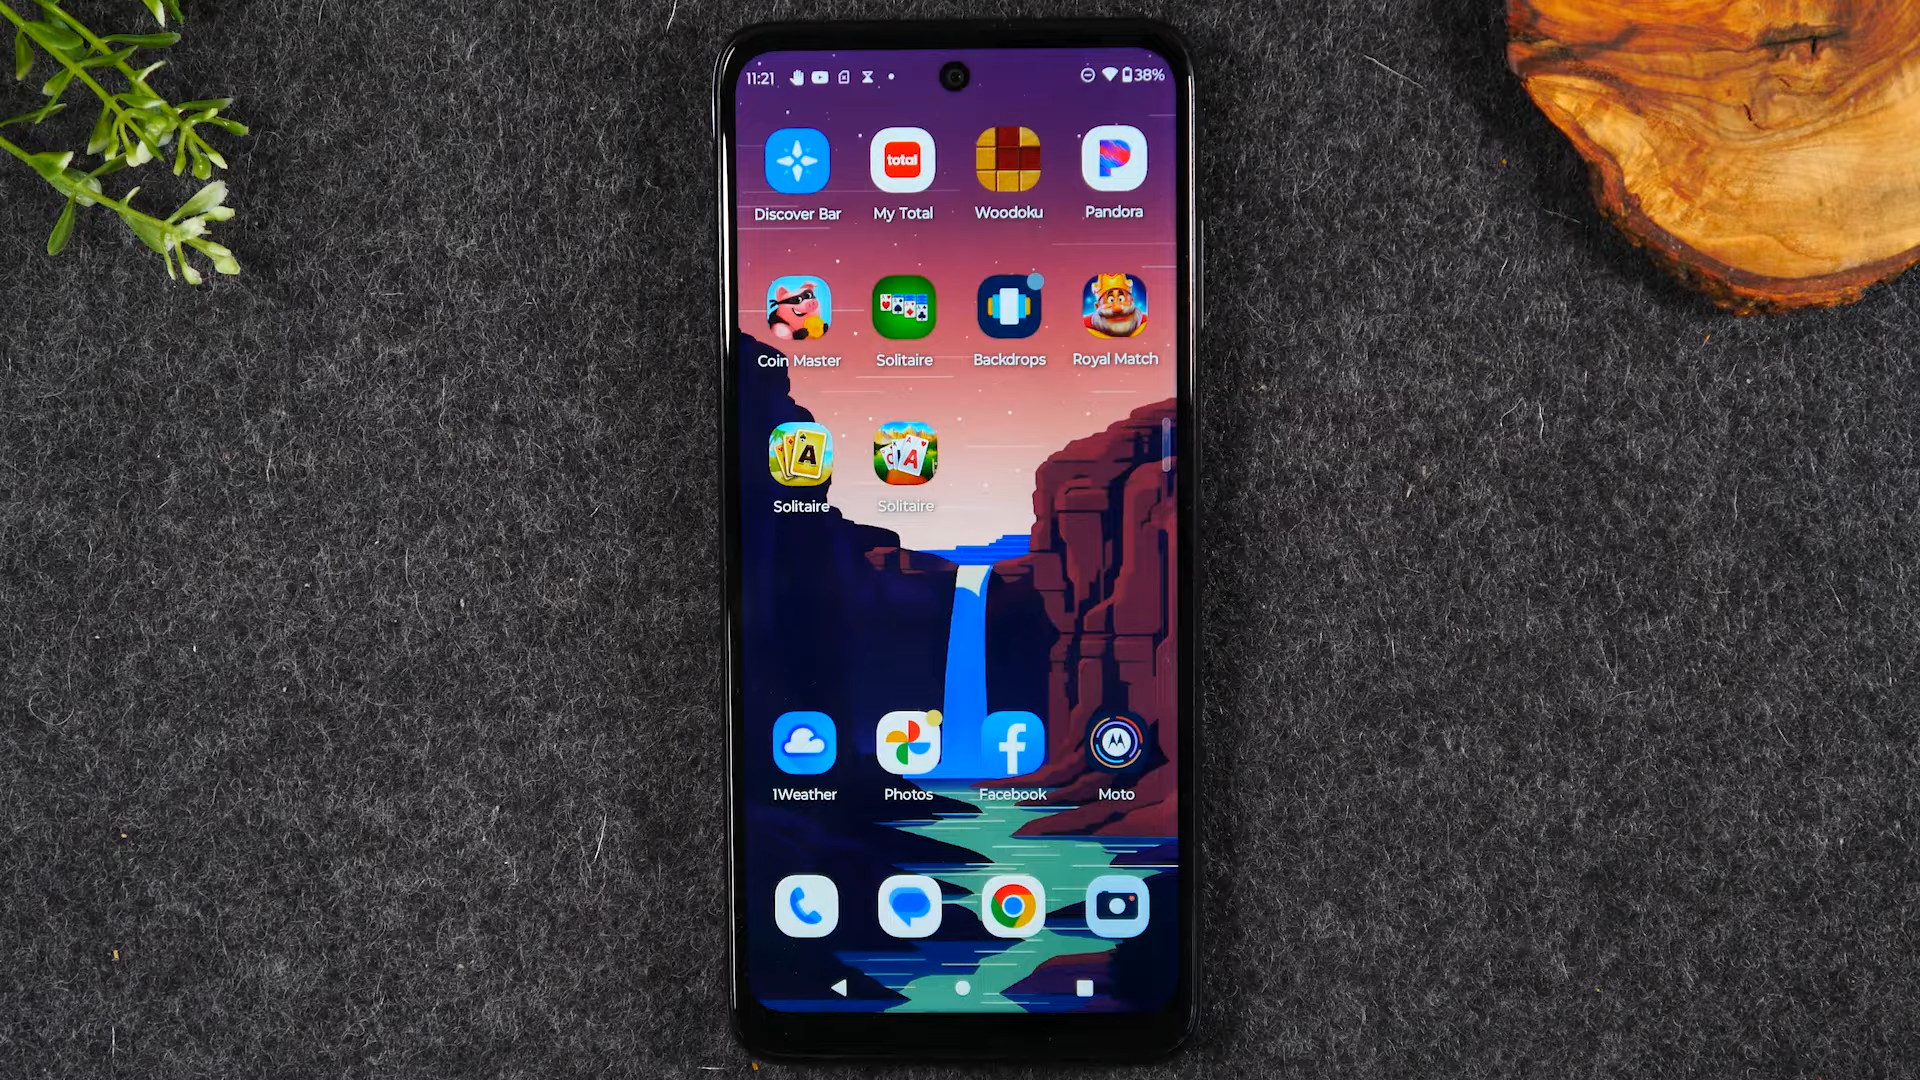 11:21 38%
Discover Bar My Total Woodoku Pandora
Coin Master Solitaire Backdrops Royal Match
Solitaire Solitaire
1Weather Photos Facebook Moto
total